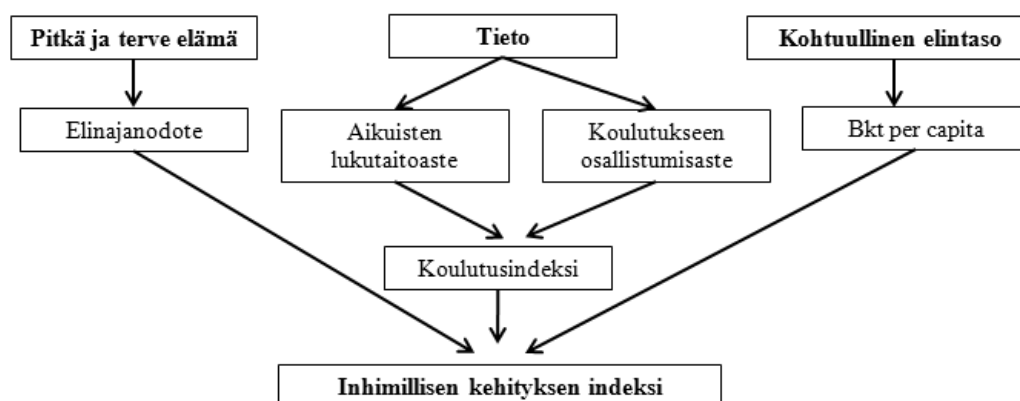 Pitkä ja terve elämä
Tieto
Kohtuullinen elintaso
Elinajanodote
Aikuisten
lukutaitoaste
Koulutukseen
osallistumisaste
Bkt per capita
Koulutusindeksi
Inhimillisen kehityksen indeksi